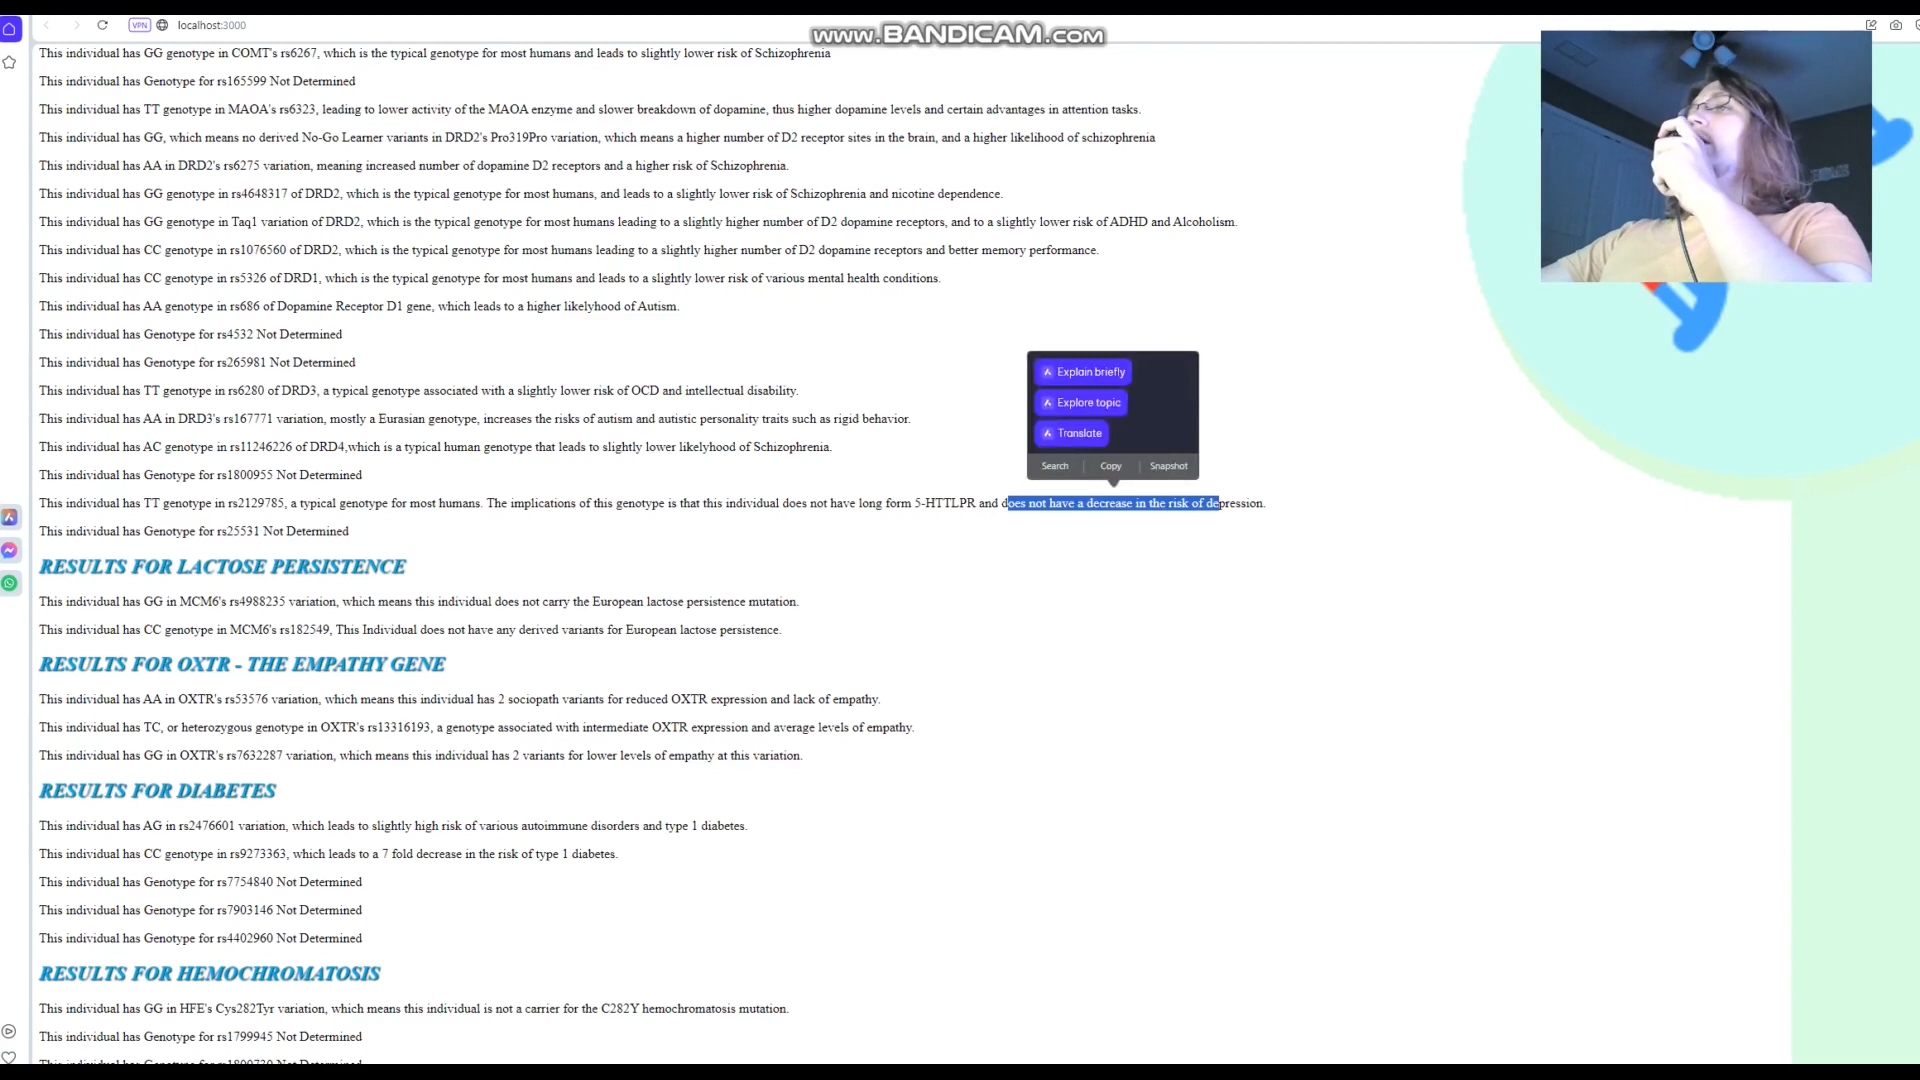 www.BANDICAM.com
VPN localhost:3000
This individual has GG genotype in COMT's rs6267, which is the typical genotype for most humans and leads to slightly lower risk of Schizophrenia
This individual has Genotype for rs165599 Not Determined
This individual has TT genotype in MAOA's rs6323, leading to lower activity of the MAOA enzyme and slower breakdown of dopamine, thus higher dopamine levels and certain advantages in attention tasks.
This individual has GG, which means no derived No-Go Learner variants in DRD2's Pro319Pro variation, which means a higher number of D2 receptor sites in the brain, and a higher likelihood of schizophrenia
This individual has AA in DRD2's rs6275 variation, meaning increased number of dopamine D2 receptors and a higher risk of Schizophrenia.
This individual has GG genotype in rs4648317 of DRD2, which is the typical genotype for most humans, and leads to a slightly lower risk of Schizophrenia and nicotine dependence.
This individual has GG genotype in Taq1 variation of DRD2, which is the typical genotype for most humans leading to a slightly higher number of D2 dopamine receptors, and to a slightly lower risk of ADHD and Alcoholism.
This individual has CC genotype in rs1076560 of DRD2, which is the typical genotype for most humans leading to a slightly higher number of D2 dopamine receptors and better memory performance.
This individual has CC genotype in rs5326 of DRD1, which is the typical genotype for most humans and leads to a slightly lower risk of various mental health conditions.
This individual has AA genotype in rs686 of Dopamine Receptor D1 gene, which leads to a higher likelyhood of Autism.
This individual has Genotype for rs4532 Not Determined
This individual has Genotype for rs265981 Not Determined
Explain briefly
This individual has TT genotype in rs6280 of DRD3, a typical genotype associated with a slightly lower risk of OCD and intellectual disability.
Explore topic
This individual has AA in DRD3's rs167771 variation, mostly a Eurasian genotype, increases the risks of autism and autistic personality traits such as rigid behavior.
Translate
This individual has AC genotype in rs11246226 of DRD4,which is a typical human genotype that leads to slightly lower likelyhood of Schizophrenia.
Search Copy Snapshot
This individual has Genotype for rs1800955 Not Determined
This individual has TT genotype in rs2129785, a typical genotype for most humans. The implications of this genotype is that this individual does not have long form 5-HTTLPR and does not have a decrease in the risk of depression.
This individual has Genotype for rs25531 Not Determined
RESULTS FOR LACTOSE PERSISTENCE
This individual has GG in MCM6's rs4988235 variation, which means this individual does not carry the European lactose persistence mutation.
This individual has CC genotype in MCM6's rs182549, This Individual does not have any derived variants for European lactose persistence.
RESULTS FOR OXTR - THE EMPATHY GENE
This individual has AA in OXTR's rs53576 variation, which means this individual has 2 sociopath variants for reduced OXTR expression and lack of empathy.
This individual has TC, or heterozygous genotype in OXTR's rs13316193, a genotype associated with intermediate OXTR expression and average levels of empathy.
This individual has GG in OXTR's rs7632287 variation, which means this individual has 2 variants for lower levels of empathy at this variation.
RESULTS FOR DIABETES
This individual has AG in rs2476601 variation, which leads to slightly high risk of various autoimmune disorders and type 1 diabetes.
This individual has CC genotype in rs9273363, which leads to a 7 fold decrease in the risk of type 1 diabetes.
This individual has Genotype for rs7754840 Not Determined
This individual has Genotype for rs7903146 Not Determined
This individual has Genotype for rs4402960 Not Determined
RESULTS FOR HEMOCHROMATOSIS
This individual has GG in HFE's Cys282Tyr variation, which means this individual is not a carrier for the C282Y hemochromatosis mutation.
This individual has Genotype for rs1799945 Not Determined